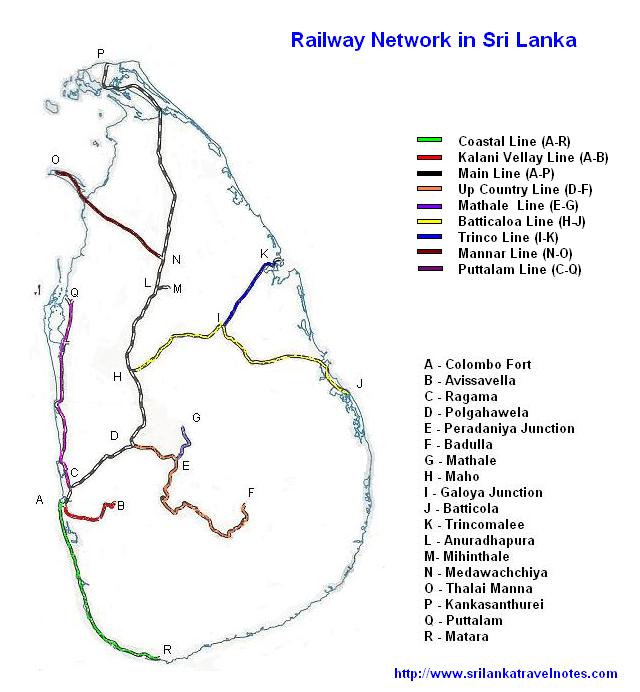 Railway Network in Sri Lanka
Coastal Line (A-R)
Kalani Vellay Line (A-B)
Main Line (A-P)
Up Country Line (D-F)
Mathale Line (E-G)
Batticaloa Line (H-J)
Trinco Line (I-K)
Mannar Line (N-O)
Puttalam Line (C-Q)
A - Colombo Fort
B - Avissavella
C - Ragama
D - Polgahawela
E - Peradaniya Junction
F - Badulla
G - Mathale
H - Maho
I - Galoya Junction
J - Batticola
K - Trincomalee
L - Anuradhapura
M- Mihinthale
N - Medawachchiya
O - Thalai Manna
P - Kankasanthurei
Q - Puttalam
R - Matara
P
O
N
K
L
M
Q
I
H
J
G
D
E
C
F
A
B
R
http://www.srilankatravelnotes.com